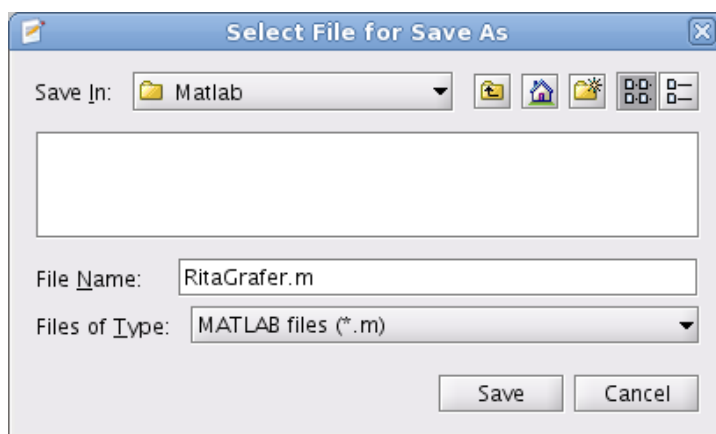 Select File for Save As
Save In: Matlab
File Name: RitaGrafer.m
Files of Type: MATLAB files (*.m)
Save Cancel